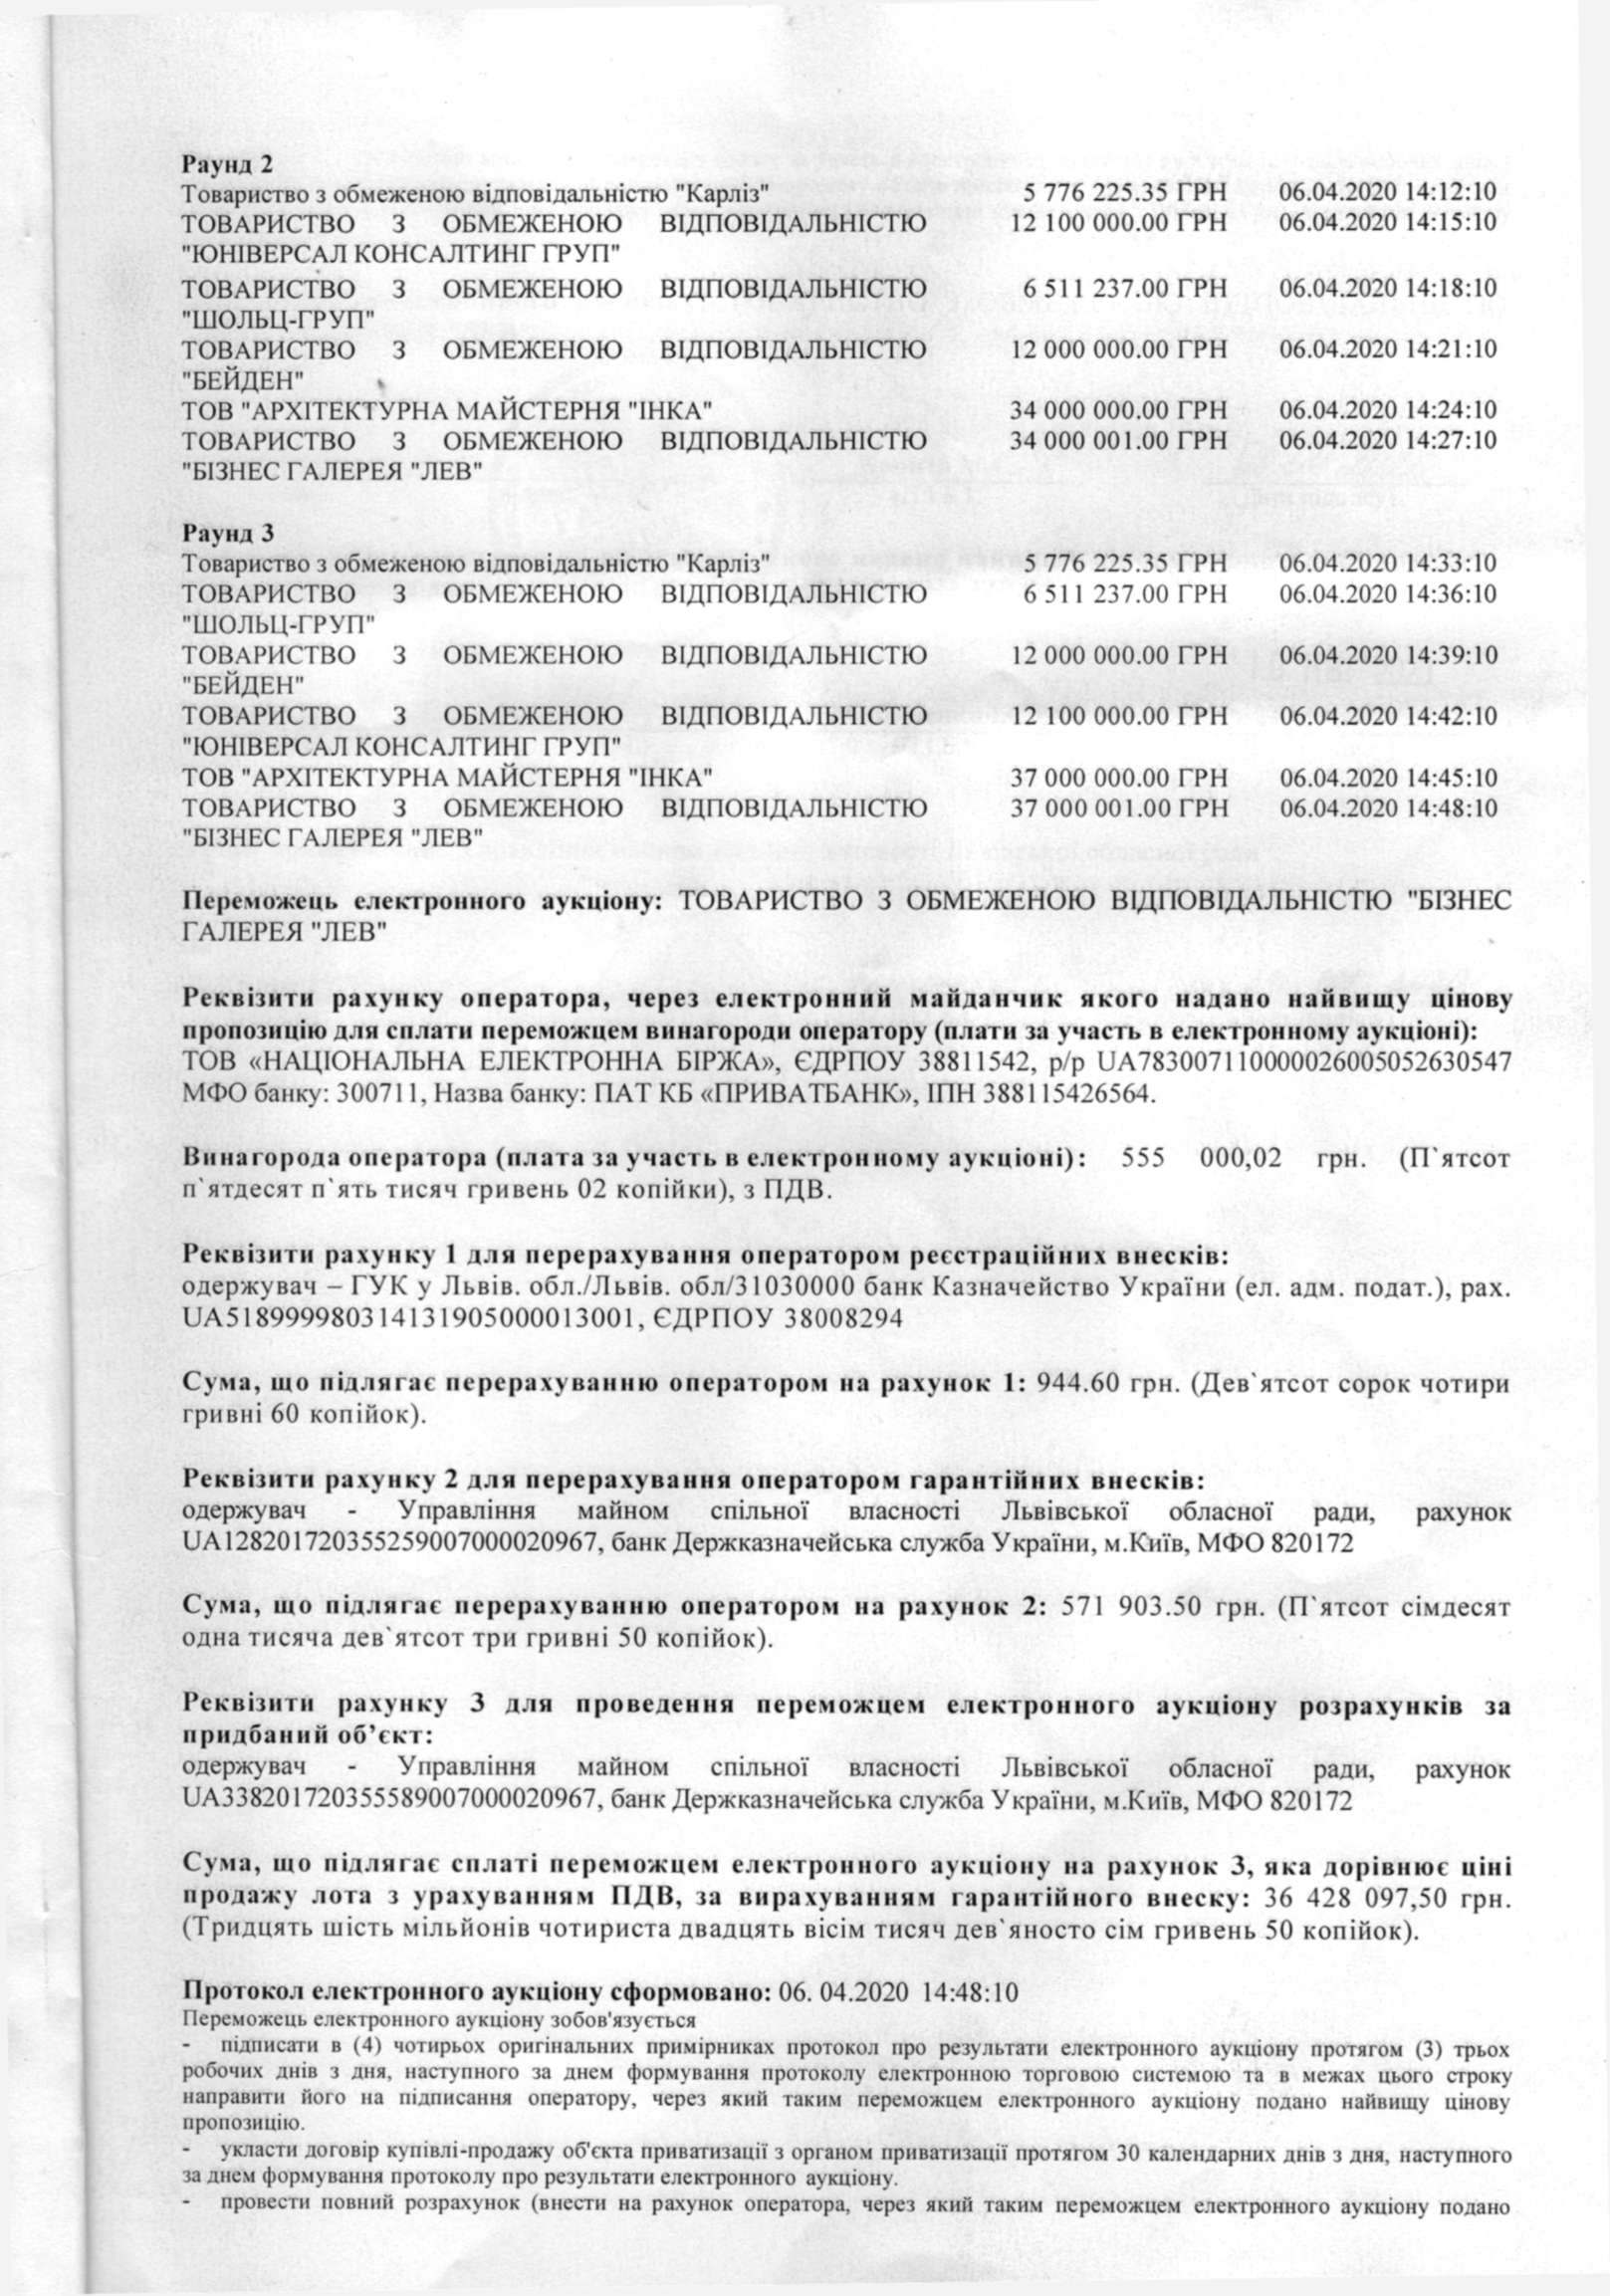 Раунд 2
Товариство з обмеженою відповідальністю "Карліз" 5 776 225.35 ГРН 06.04.2020 14:12:10
ТОВАРИСТВО З ОБМЕЖЕНОЮ ВІДПОВІДАЛЬНІСТЮ 12 100 000.00 ГРН 06.04.2020 14:15:10
"ЮНІВЕРСАЛ КОНСАЛТИНГ ГРУП"
ТОВАРИСТВО З ОБМЕЖЕНОЮ ВІДПОВІДАЛЬНІСТЮ 6 511 237.00 ГРН 06.04.2020 14:18:10
"ШОЛЬЦ-ГРУП"
ТОВАРИСТВО З ОБМЕЖЕНОЮ ВІДПОВІДАЛЬНІСТЮ 12 000 000.00 ГРН 06.04.2020 14:21:10
"БЕЙДЕН"
ТОВ "АРХІТЕКТУРНА МАЙСТЕРНЯ "ІНКА" 34 000 000.00 ГРН 06.04.2020 14:24:10
ТОВАРИСТВО З ОБМЕЖЕНОЮ ВІДПОВІДАЛЬНІСТЮ 34 000 001.00 ГРН 06.04.2020 14:27:10
"БІЗНЕС ГАЛЕРЕЯ "ЛЕВ"
Раунд 3
Товариство з обмеженою відповідальністю "Карліз" 5 776 225.35 ГРН 06.04.2020 14:33:10
ТОВАРИСТВО З ОБМЕЖЕНОЮ ВІДПОВІДАЛЬНІСТЮ 6 511 237.00 ГРН 06.04.2020 14:36:10
"ШОЛЬЦ-ГРУП"
ТОВАРИСТВО З ОБМЕЖЕНОЮ ВІДПОВІДАЛЬНІСТЮ 12 000 000.00 ГРН 06.04.2020 14:39:10
"БЕЙДЕН"
ТОВАРИСТВО З ОБМЕЖЕНОЮ ВІДПОВІДАЛЬНІСТЮ 12 100 000.00 ГРН 06.04.2020 14:42:10
"ЮНІВЕРСАЛ КОНСАЛТИНГ ГРУП"
ТОВ "АРХІТЕКТУРНА МАЙСТЕРНЯ "ІНКА" 37 000 000.00 ГРН 06.04.2020 14:45:10
ТОВАРИСТВО З ОБМЕЖЕНОЮ ВІДПОВІДАЛЬНІСТЮ 37 000 001.00 ГРН 06.04.2020 14:48:10
"БІЗНЕС ГАЛЕРЕЯ "ЛЕВ"
Переможець електронного аукціону: ТОВАРИСТВО З ОБМЕЖЕНОЮ ВІДПОВІДАЛЬНІСТЮ "БІЗНЕС
ГАЛЕРЕЯ "ЛЕВ"
Реквізити рахунку оператора, через електронний майданчик якого надано найвищу цінову
пропозицію для сплати переможцем винагороди оператору (плати за участь в електронному аукціоні):
ТОВ «НАЦІОНАЛЬНА ЕЛЕКТРОННА БІРЖА», ЄДРПОУ 38811542, р/р UA783007110000026005052630547
МФО банку: 300711, Назва банку: ПАТ КБ «ПРИВАТБАНК», ІПН 388115426564.
Винагорода оператора (плата за участь в електронному аукціоні): 555 000,02 грн. (П`ятсот
п`ятдесят п`ять тисяч гривень 02 копійки), з ПДВ.
Реквізити рахунку 1 для перерахування оператором реєстраційних внесків:
одержувач – ГУК у Львів. обл./Львів. обл/31030000 банк Казначейство України (ел. адм. подат.), рах.
UA518999980314131905000013001, ЄДРПОУ 38008294
Сума, що підлягає перерахуванню оператором на рахунок 1: 944.60 грн. (Дев`ятсот сорок чотири
гривні 60 копійок).
Реквізити рахунку 2 для перерахування оператором гарантійних внесків:
одержувач - Управління майном спільної власності Львівської обласної ради, рахунок
UA128201720355259007000020967, банк Держказначейська служба України, м.Київ, МФО 820172
Сума, що підлягає перерахуванню оператором на рахунок 2: 571 903.50 грн. (П`ятсот сімдесят
одна тисяча дев`ятсот три гривні 50 копійок).
Реквізити рахунку 3 для проведення переможцем електронного аукціону розрахунків за
придбаний об’єкт:
одержувач - Управління майном спільної власності Львівської обласної ради, рахунок
UA338201720355589007000020967, банк Держказначейська служба України, м.Київ, МФО 820172
Сума, що підлягає сплаті переможцем електронного аукціону на рахунок 3, яка дорівнює ціні
продажу лота з урахуванням ПДВ, за вирахуванням гарантійного внеску: 36 428 097,50 грн.
(Тридцять шість мільйонів чотириста двадцять вісім тисяч дев`яносто сім гривень 50 копійок).
Протокол електронного аукціону сформовано: 06. 04.2020 14:48:10
Переможець електронного аукціону зобов'язується
- підписати в (4) чотирьох оригінальних примірниках протокол про результати електронного аукціону протягом (3) трьох
робочих днів з дня, наступного за днем формування протоколу електронною торговою системою та в межах цього строку
направити його на підписання оператору, через який таким переможцем електронного аукціону подано найвищу цінову
пропозицію.
- укласти договір купівлі-продажу об'єкта приватизації з органом приватизації протягом 30 календарних днів з дня, наступного
за днем формування протоколу про результати електронного аукціону.
- провести повний розрахунок (внести на рахунок оператора, через який таким переможцем електронного аукціону подано